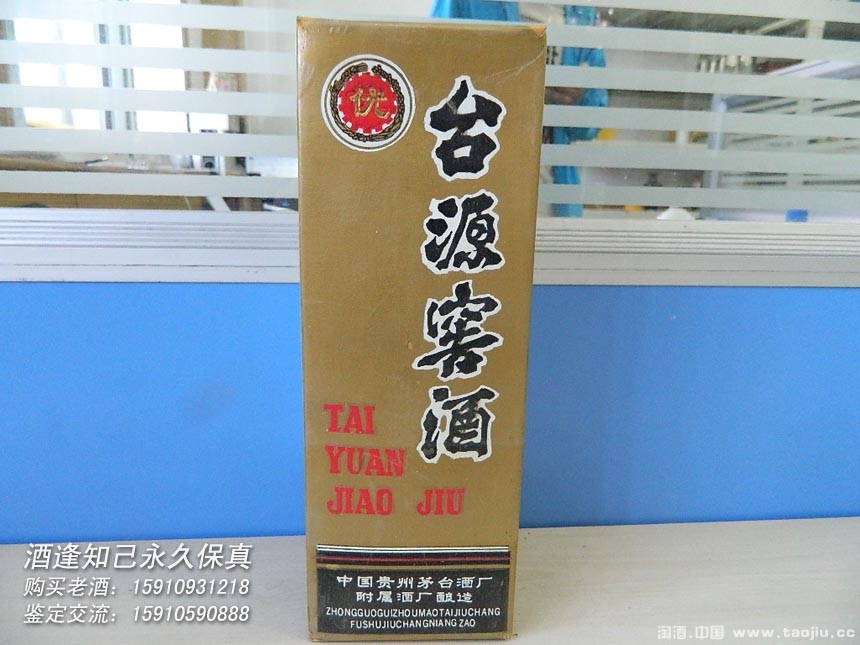 优
台源窖酒
TAI
YUAN
JIAO JIU
中国贵州茅台酒厂
附属酒厂酿造
ZHONGGUOGUIZHOUMAOTAIJIUCHANG
FUSHUJIUCHANGNIANG ZAO
酒逢知己永久保真
购买老酒：15910931218
鉴定交流：15910590888
淘酒.中国 www.taojiu.cc